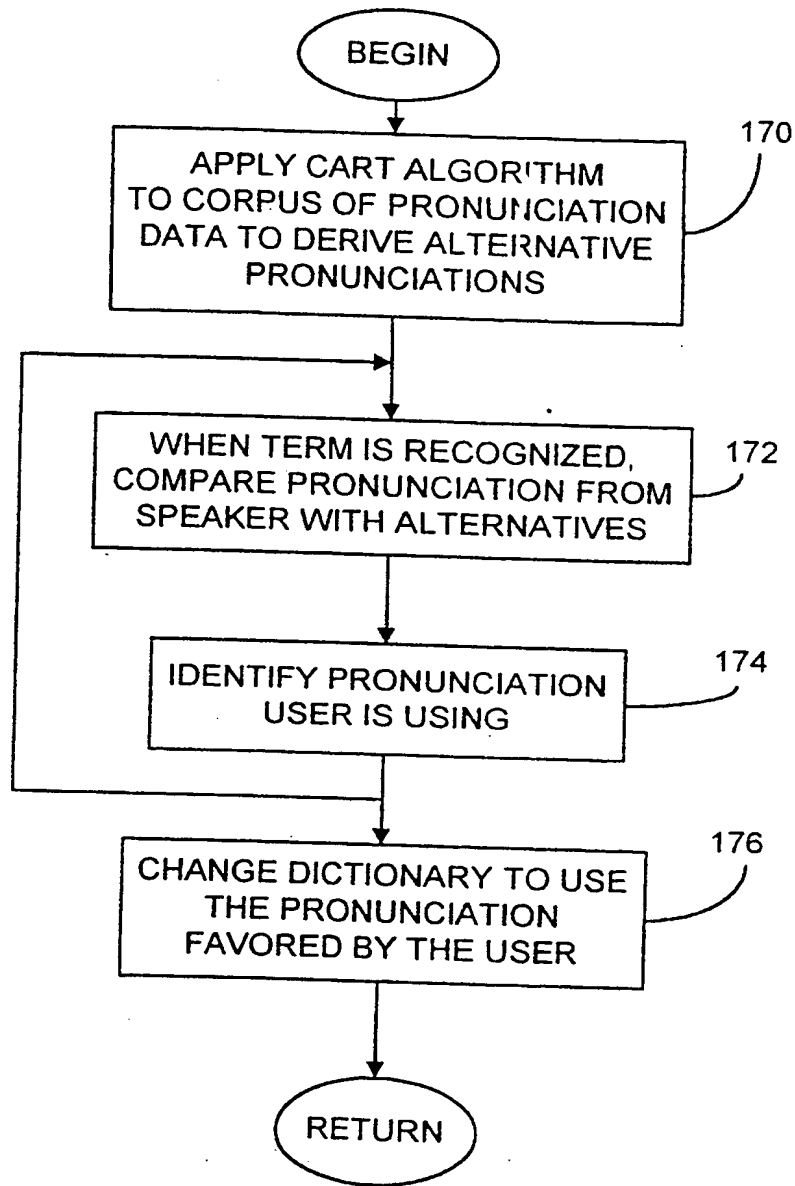 BEGIN
170
APPLY CART ALGORITHM
TO CORPUS OF PRONUNCIATION
DATA TO DERIVE ALTERNATIVE
PRONUNCIATIONS
172
WHEN TERM IS RECOGNIZED,
COMPARE PRONUNCIATION FROM
SPEAKER WITH ALTERNATIVES
174
IDENTIFY PRONUNCIATION
USER IS USING
176
CHANGE DICTIONARY TO USE
THE PRONUNCIATION
FAVORED BY THE USER
RETURN